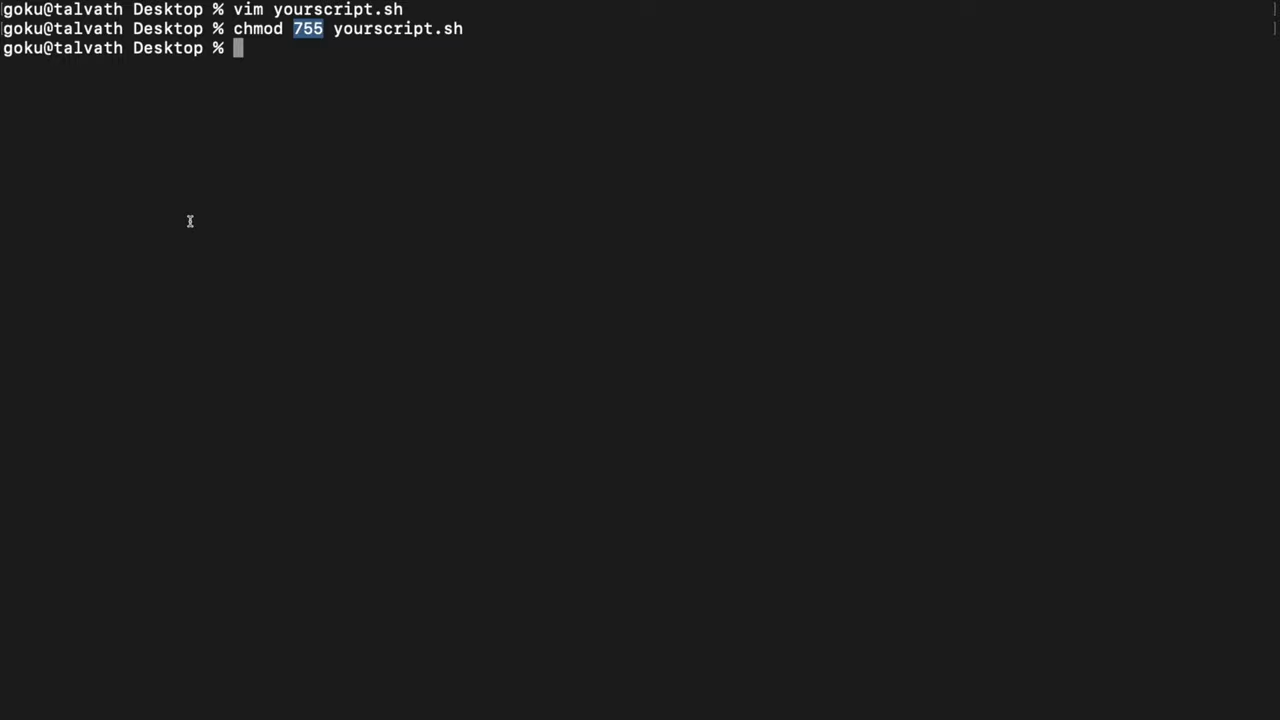 goku@talvath Desktop % vim yourscript.sh
goku@talvath Desktop % chmod 755 yourscript.sh
goku@talvath Desktop %